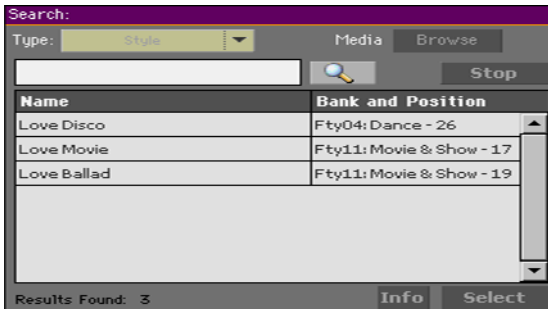 Search:
Type: Style Media Browse
Stop
Name Bank and Position
Love Disco Fty04: Dance - 26
Love Movie Fty11: Movie & Show - 17
Love Ballad Fty11: Movie & Show - 19
Results Found: 3 Info Select